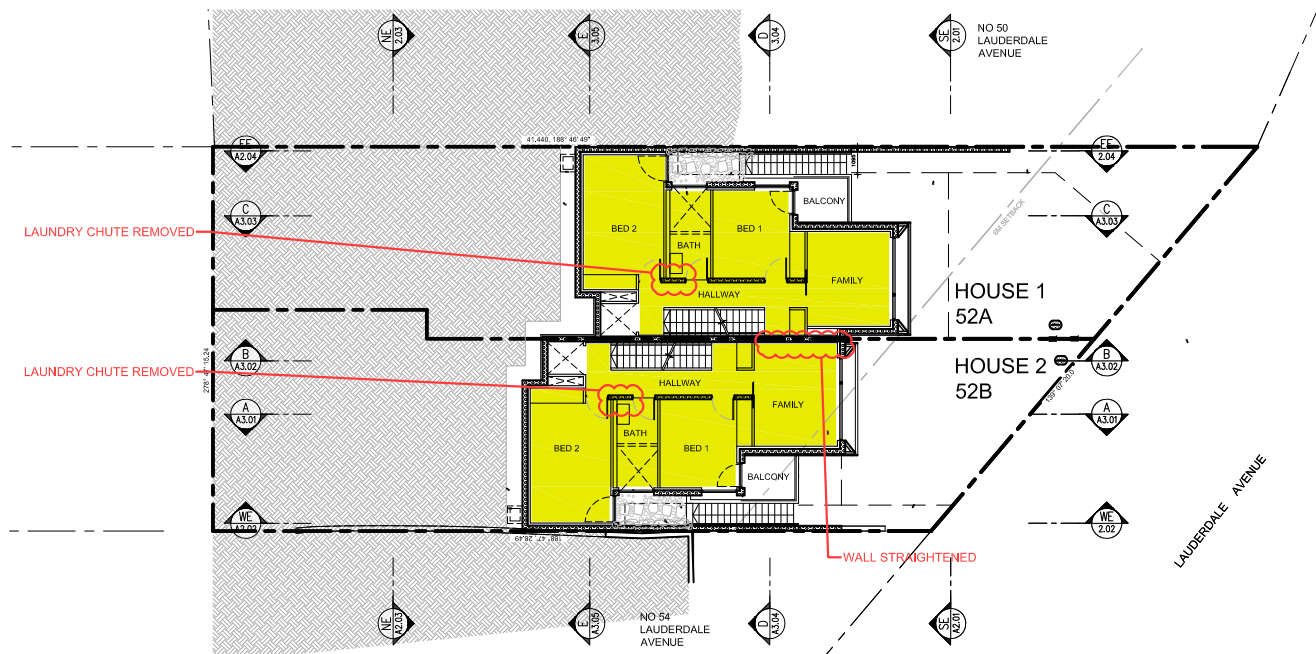 NE
2.03
E
3.05
D
3.04
SE
2.01
NO 50
LAUDERDALE
AVENUE
41,440, 188° 46' 49"
EE
A2.04
EE
2.04
C
A3.03
C
A3.03
LAUNDRY CHUTE REMOVED
BED 2
BATH
BED 1
BALCONY
FAMILY
HALLWAY
6M SETBACK
HOUSE 1
52A
B
A3.02
B
A3.02
LAUNDRY CHUTE REMOVED
HALLWAY
FAMILY
BED 2
BATH
BED 1
BALCONY
HOUSE 2
52B
A
A3.01
A
A3.01
WE
A2.02
WE
2.02
WALL STRAIGHTENED
LAUDERDALE AVENUE
NE
A2.03
E
A3.05
NO 54
LAUDERDALE
AVENUE
D
A3.04
SE
A2.01